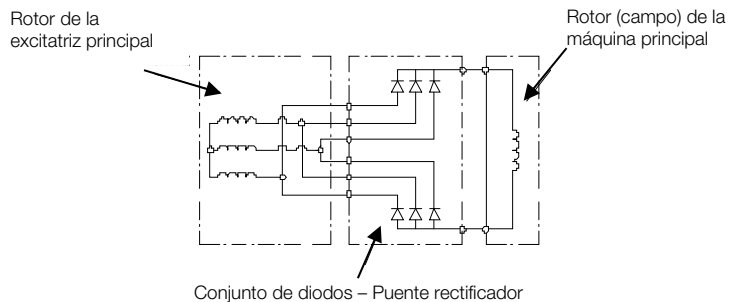 Rotor de la
excitatriz principal
Rotor (campo) de la
máquina principal
Conjunto de diodos – Puente rectificador